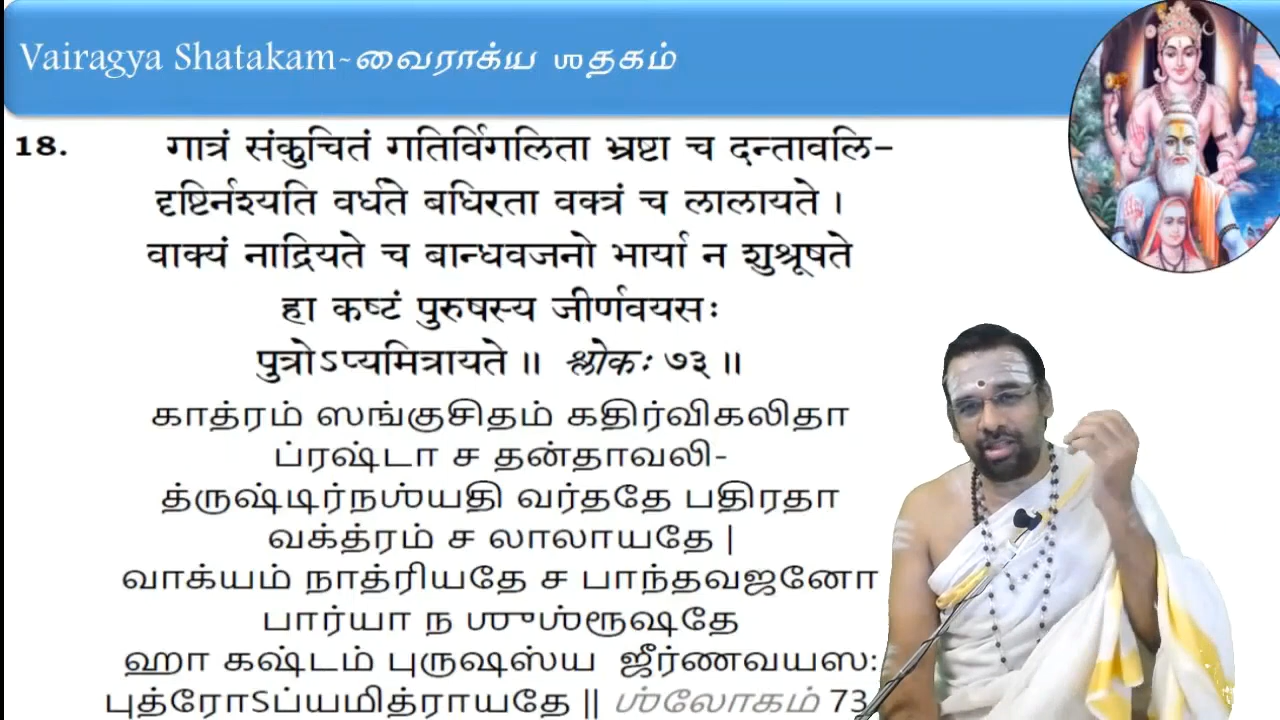 Vairagya Shatakam-வைராக்ய ஶதகம்
18. गात्रं संकुचितं गतिर्विगलिता भ्रष्टा च दन्तावलि-
दृष्टिर्नश्यति वर्धते बधिरता वक्त्रं च लालायते ।
वाक्यं नाद्रियते च बान्धवजनो भार्या न शुश्रूषते
हा कष्टं पुरुषस्य जीर्णवयसः
पुत्रोऽप्यमित्रायते ॥ श्लोकः ७३ ॥
காத்ரம் ஸங்குசிதம் கதிர்விகலிதா
ப்ரஷ்டா ச தன்தாவலி-
த்ருஷ்டிர்நஶ்யதி வர்ததே பதிரதா
வக்த்ரம் ச லாலாயதே |
வாக்யம் நாத்ரியதே ச பாந்தவஜனோ
பார்யா ந ஶுஶ்ரூஷதே
ஹா கஷ்டம் புருஷஸ்ய ஜீர்ணவயஸ:
புத்ரோSப்யமித்ராயதே || ஶ்லோகம் 73